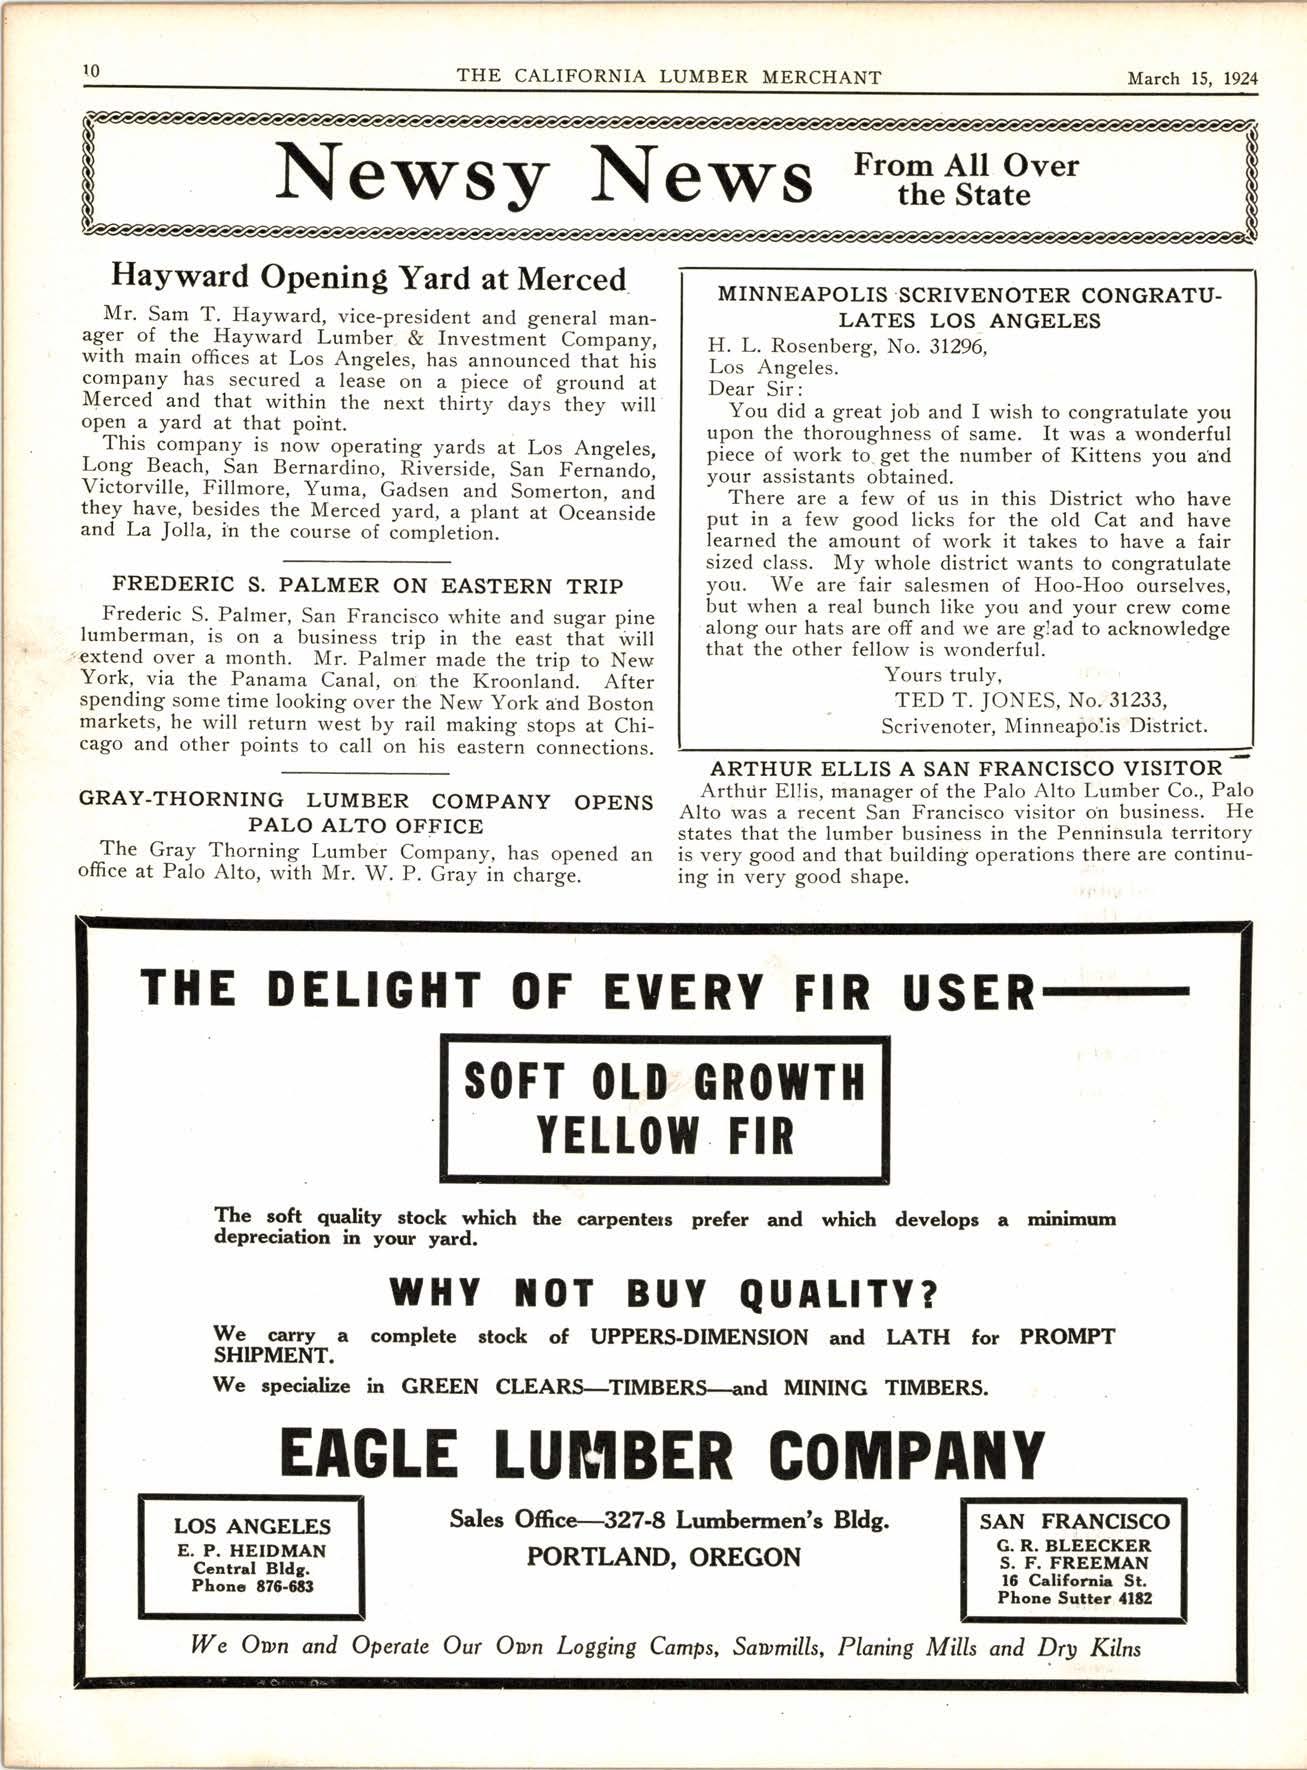 10
THE CALIFORNIA LUMBER MERCHANT
March 15, 1924
Newsy News
From All Over
the State
Hayward Opening Yard at Merced
Mr. Sam T. Hayward, vice-president and general man-
ager of the Hayward Lumber & Investment Company,
with main offices at Los Angeles, has announced that his
company has secured a lease on a piece of ground at
Merced and that within the next thirty days they will
open a yard at that point.
This company is now operating yards at Los Angeles,
Long Beach, San Bernardino, Riverside, San Fernando,
Victorville, Fillmore, Yuma, Gadsen and Somerton, and
they have, besides the Merced yard, a plant at Oceanside
and La Jolla, in the course of completion.
FREDERIC S. PALMER ON EASTERN TRIP
Frederic S. Palmer, San Francisco white and sugar pine
lumberman, is on a business trip in the east that will
extend over a month. Mr. Palmer made the trip to New
York, via the Panama Canal, on the Kroonland. After
spending some time looking over the New York and Boston
markets, he will return west by rail making stops at Chi-
cago and other points to call on his eastern connections.
GRAY-THORNING LUMBER COMPANY OPENS
PALO ALTO OFFICE
The Gray Thorning Lumber Company, has opened an
office at Palo Alto, with Mr. W. P. Gray in charge.
MINNEAPOLIS SCRIVENOTER CONGRATU-
LATES LOS ANGELES
H. L. Rosenberg, No. 31296,
Los Angeles.
Dear Sir:
You did a great job and I wish to congratulate you
upon the thoroughness of same. It was a wonderful
piece of work to get the number of Kittens you and
your assistants obtained.
There are a few of us in this District who have
put in a few good licks for the old Cat and have
learned the amount of work it takes to have a fair
sized class. My whole district wants to congratulate
you. We are fair salesmen of Hoo-Hoo ourselves,
but when a real bunch like you and your crew come
along our hats are off and we are glad to acknowledge
that the other fellow is wonderful.
Yours truly,
TED T. JONES, No. 31233,
Scrivenoter, Minneapolis District.
ARTHUR ELLIS A SAN FRANCISCO VISITOR
Arthur Ellis, manager of the Palo Alto Lumber Co., Palo
Alto was a recent San Francisco visitor on business. He
states that the lumber business in the Penninsula territory
is very good and that building operations there are continu-
ing in very good shape.
THE DELIGHT OF EVERY FIR USER—
SOFT OLD GROWTH
YELLOW FIR
The soft quality stock which the carpenters prefer and which develops a minimum
depreciation in your yard.
WHY NOT BUY QUALITY?
We carry a complete stock of UPPERS-DIMENSION and LATH for PROMPT
SHIPMENT.
We specialize in GREEN CLEARS—TIMBERS—and MINING TIMBERS.
EAGLE LUMBER COMPANY
LOS ANGELES
E. P. HEIDMAN
Central Bldg.
Phone 876-683
Sales Office—327-8 Lumbermen's Bldg.
PORTLAND, OREGON
SAN FRANCISCO
G. R. BLEECKER
S. F. FREEMAN
16 California St.
Phone Sutter 4182
We Own and Operate Our Own Logging Camps, Sawmills, Planing Mills and Dry Kilns